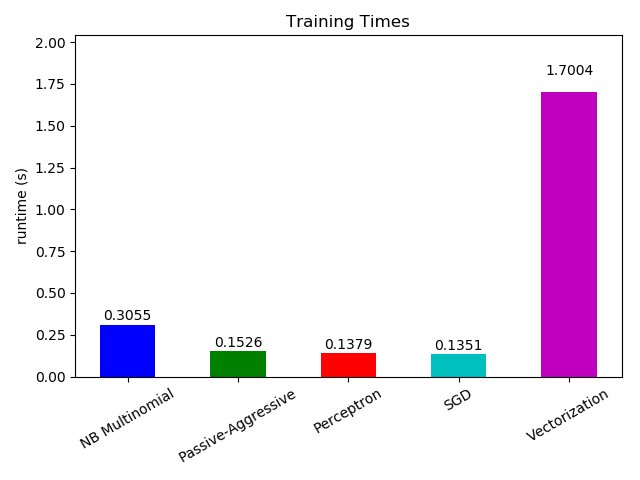 Training Times
2.00
1.75
1.50
1.25
1.00
0.75
0.50
0.25
0.00
runtime (s)
0.3055
0.1526
0.1379
0.1351
1.7004
NB Multinomial
Passive-Aggressive
Perceptron
SGD
Vectorization